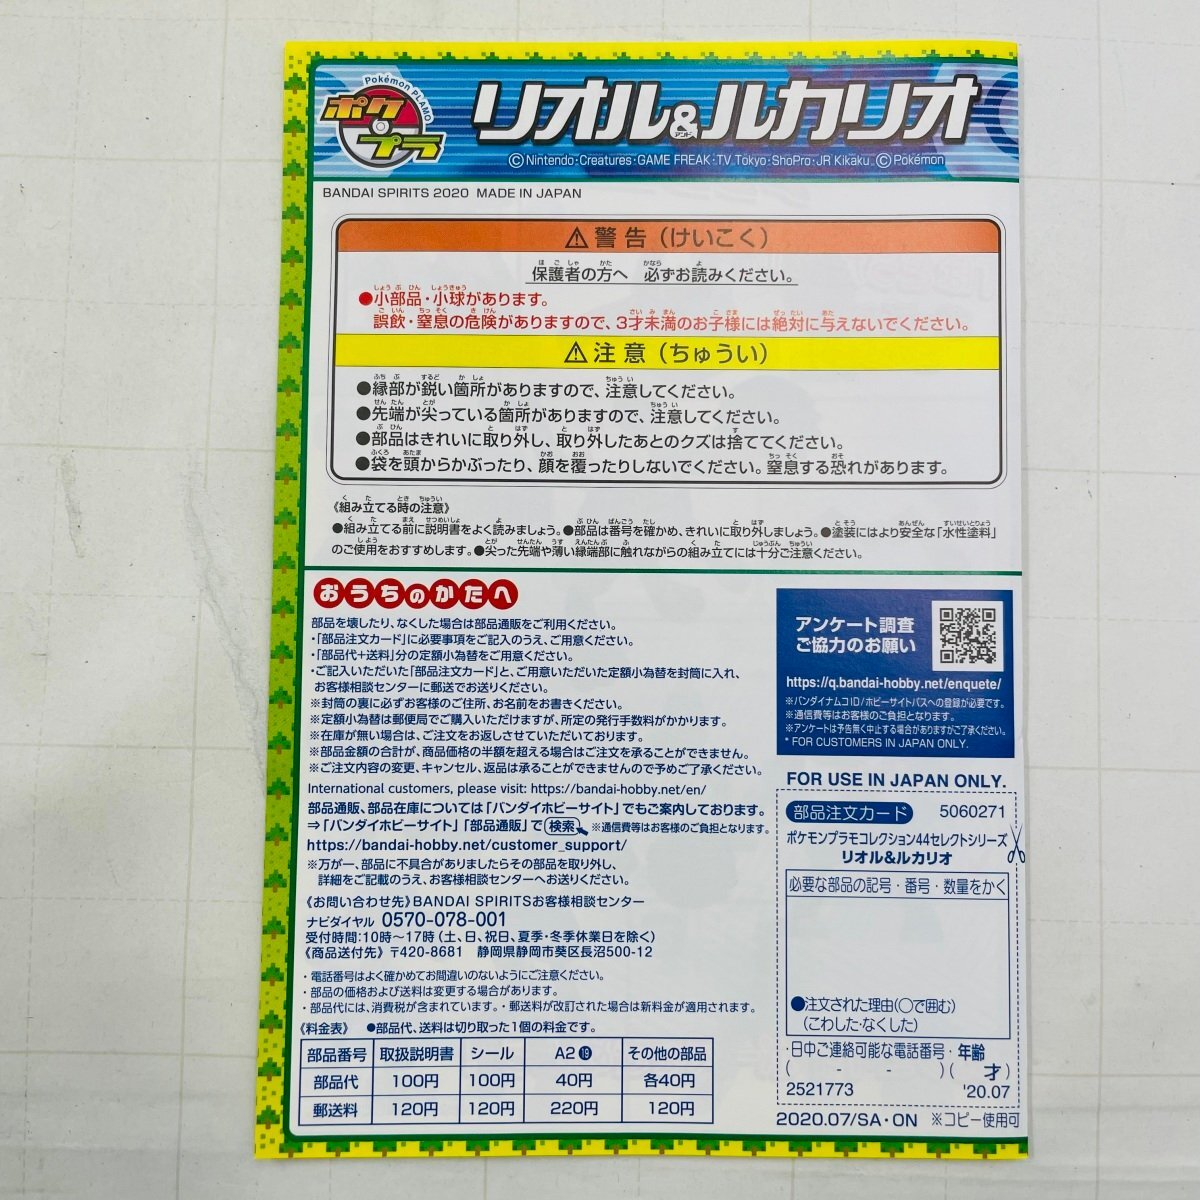 Pokémon PLAMO
ポケプラ
リオル&ルカリオ
アンド
©Nintendo・Creatures・GAME FREAK・TV Tokyo・ShoPro・JR Kikaku ©Pokémon
BANDAI SPIRITS 2020 MADE IN JAPAN
⚠警告(けいこく)
保護者の方へ 必ずお読みください。
●小部品・小球があります。
誤飲・窒息の危険がありますので、3才未満のお子様には絶対に与えないでください。
⚠注意(ちゅうい)
●縁部が鋭い箇所がありますので、注意してください。
●先端が尖っている箇所がありますので、注意してください。
●部品はきれいに取り外し、取り外したあとのクズは捨ててください。
●袋を頭からかぶったり、顔を覆ったりしないでください。窒息する恐れがあります。
《組み立てる時の注意》
●組み立てる前に説明書をよく読みましょう。●部品は番号を確かめ、きれいに取り外しましょう。●塗装にはより安全な「水性塗料」
のご使用をおすすめします。●尖った先端や薄い縁端部に触れながらの組み立てには十分ご注意ください。
おうちのかたへ
部品を壊したり、なくした場合は部品通販をご利用ください。
・「部品注文カード」に必要事項をご記入のうえ、ご用意ください。
・「部品代+送料」分の定額小為替をご用意ください。
・ご記入いただいた「部品注文カード」と、ご用意いただいた定額小為替を封筒に入れ、
お客様相談センターに郵送でお送りください。
※封筒の裏に必ずお客様のご住所、お名前をお書きください。
※定額小為替は郵便局でご購入いただけますが、所定の発行手数料がかかります。
※在庫が無い場合は、ご注文をお返しさせていただいております。
※部品金額の合計が、商品価格の半額を超える場合はご注文を承ることができません。
※ご注文内容の変更、キャンセル、返品は承ることができませんので予めご了承ください。
International customers, please visit: https://bandai-hobby.net/en/
部品通販、部品在庫については「バンダイホビーサイト」でもご案内しております。
⇒「バンダイホビーサイト」「部品通販」で 検索 ※通信費等はお客様のご負担となります。
https://bandai-hobby.net/customer_support/
※万が一、部品に不具合がありましたらその部品を取り外し、
詳細をご記載のうえ、お客様相談センターへお送りください。
《お問い合わせ先》BANDAI SPIRITSお客様相談センター
ナビダイヤル 0570-078-001
受付時間:10時〜17時(土、日、祝日、夏季・冬季休業日を除く)
《商品送付先》〒420-8681 静岡県静岡市葵区長沼500-12
・電話番号はよく確かめてお間違いのないようにご注意ください。
・部品の価格および送料は変更する場合があります。
・部品代には、消費税が含まれています。・郵送料が改訂された場合は新料金が適用されます。
《料金表》 ●部品代、送料は切り取った1個の料金です。
部品番号 取扱説明書 シール A2⑲ その他の部品
部品代 100円 100円 40円 各40円
郵送料 120円 120円 220円 120円
アンケート調査
ご協力のお願い
https://q.bandai-hobby.net/enquete/
※バンダイナムコID/ホビーサイトパスへの登録が必要です。
※通信費等はお客様のご負担となります。
※アンケートは予告無く中止する場合がありますがご了承ください。
* FOR CUSTOMERS IN JAPAN ONLY.
FOR USE IN JAPAN ONLY.
部品注文カード 5060271
ポケモンプラモコレクション44セレクトシリーズ
リオル&ルカリオ
必要な部品の記号・番号・数量をかく
●注文された理由(○で囲む)
(こわした・なくした)
・日中ご連絡可能な電話番号・年齢
( - - )( 才)
2521773 '20.07
2020.07/SA・ON ※コピー使用可